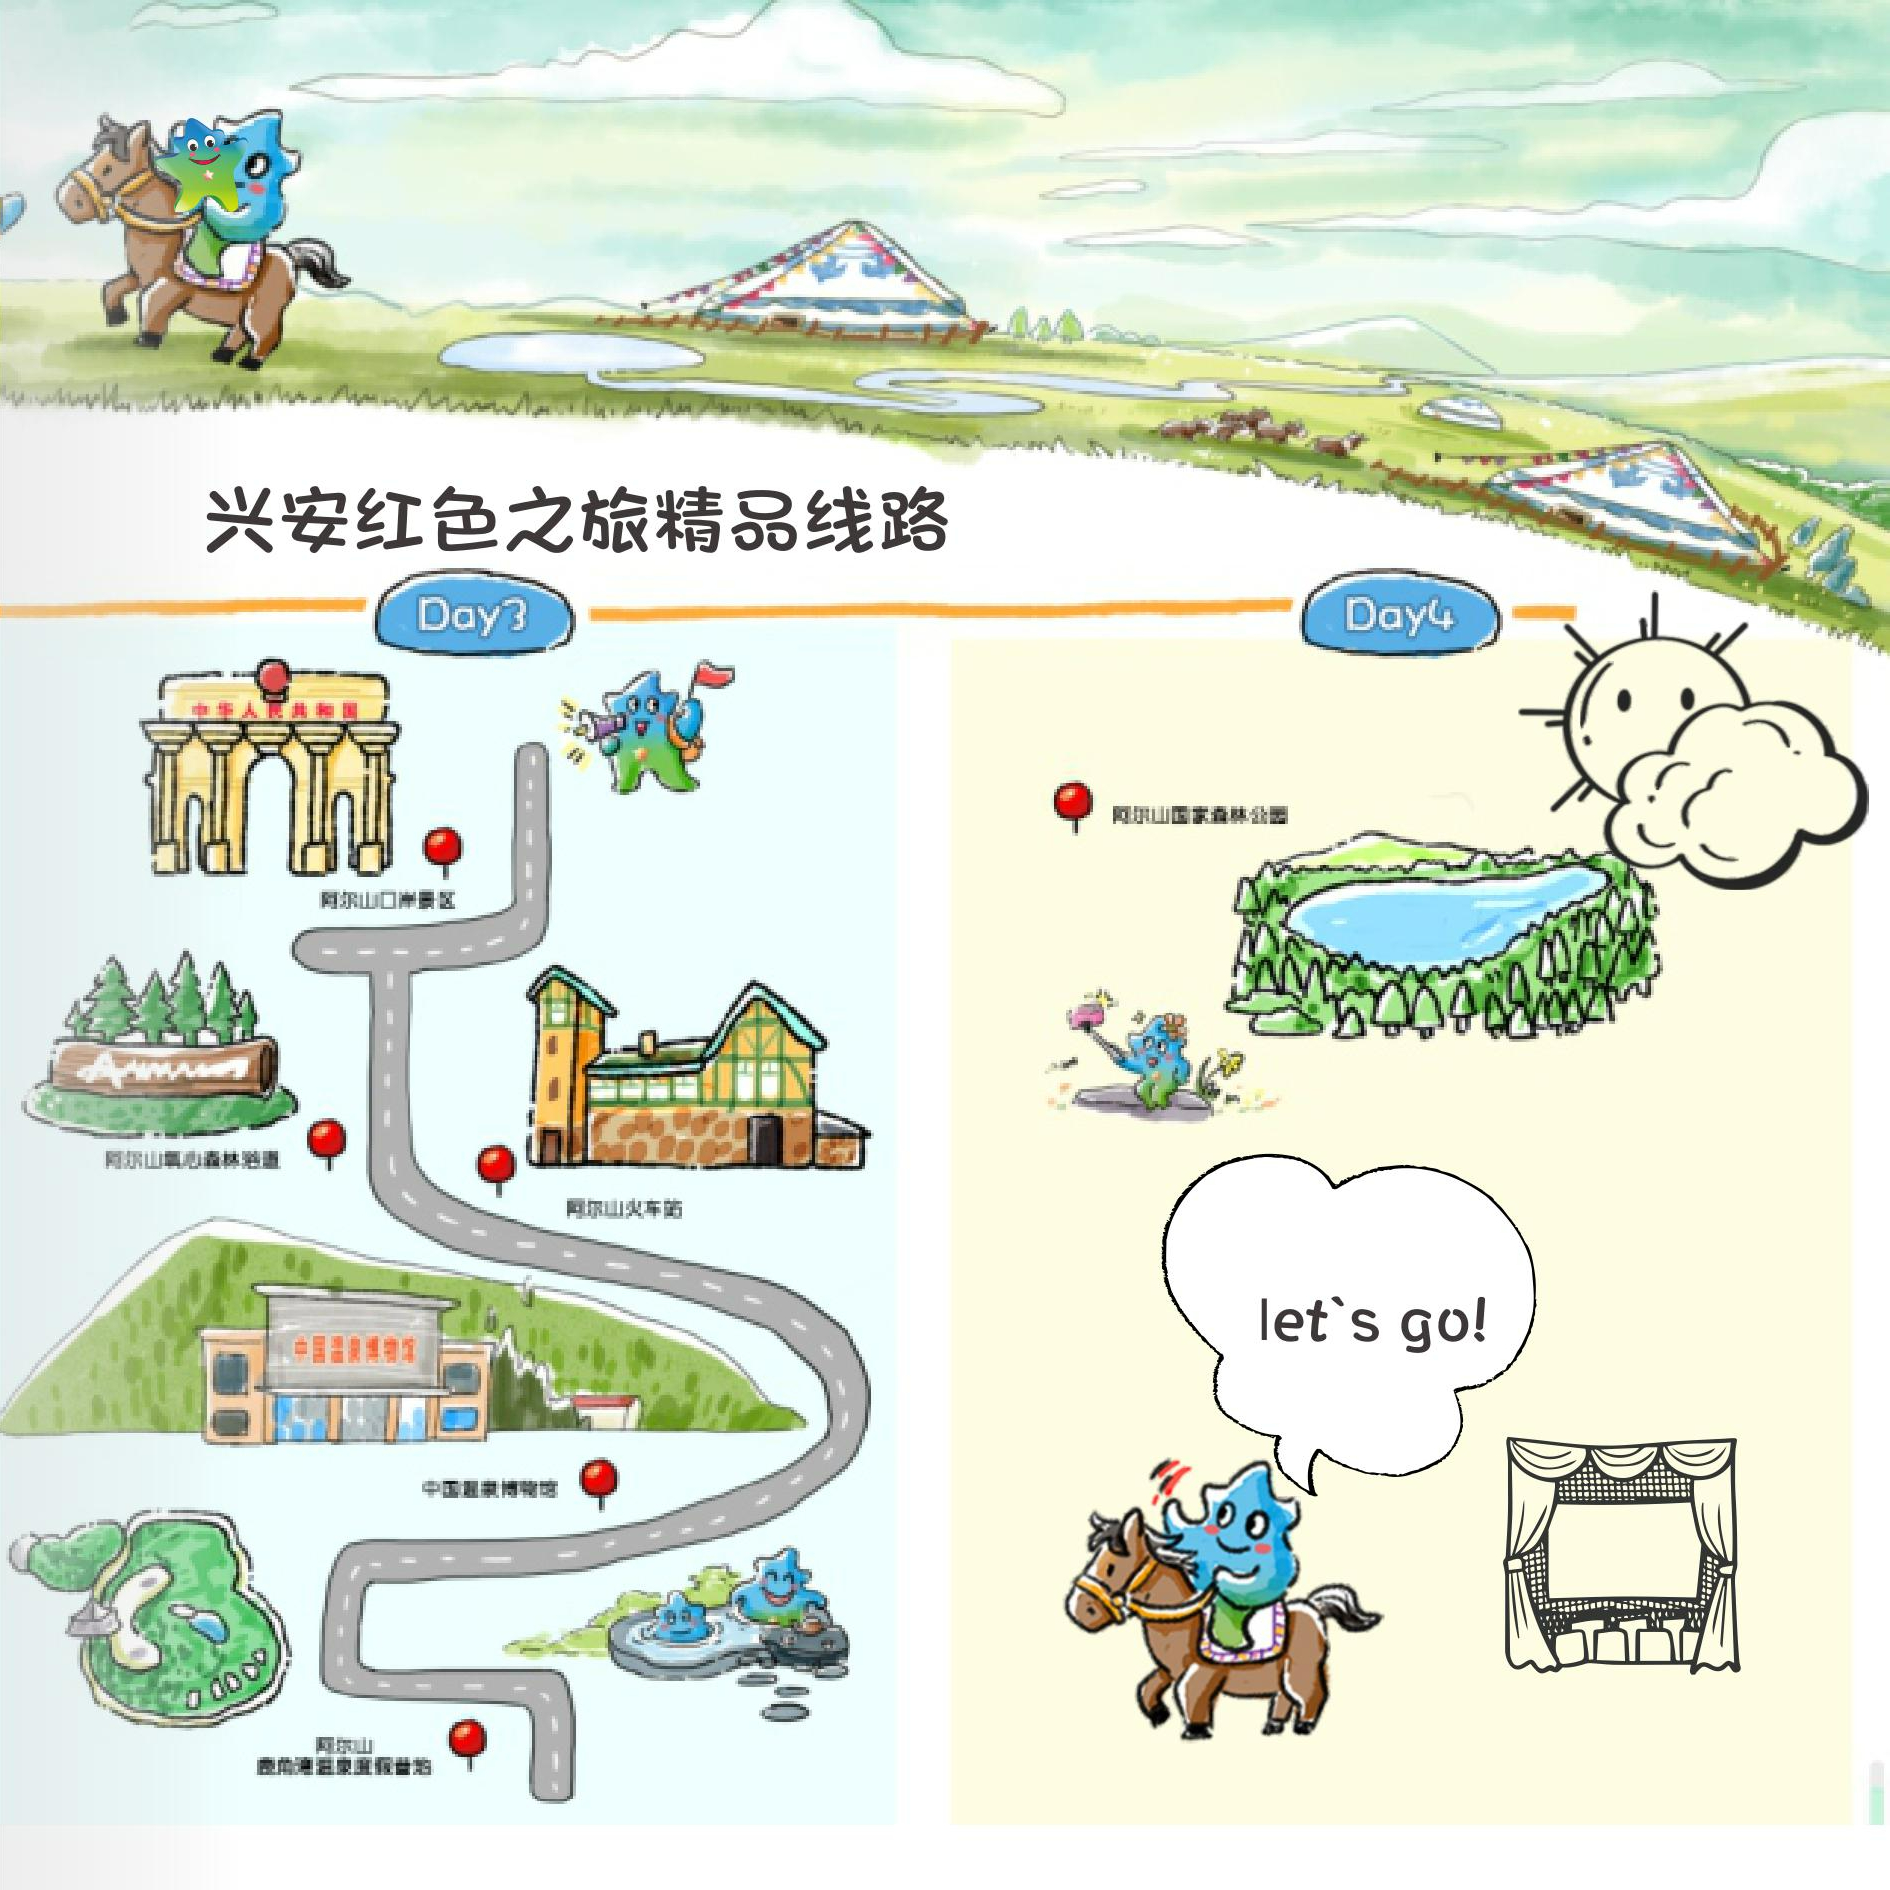 兴安红色之旅精品线路
Day3
Day4
中华人民共和国
阿尔山口岸景区
阿尔山国家森林公园
阿尔山氧心森林浴道
阿尔山火车站
let`s go!
中国温泉博物馆
中国温泉博物馆
阿尔山
鹿角湾温泉度假营地